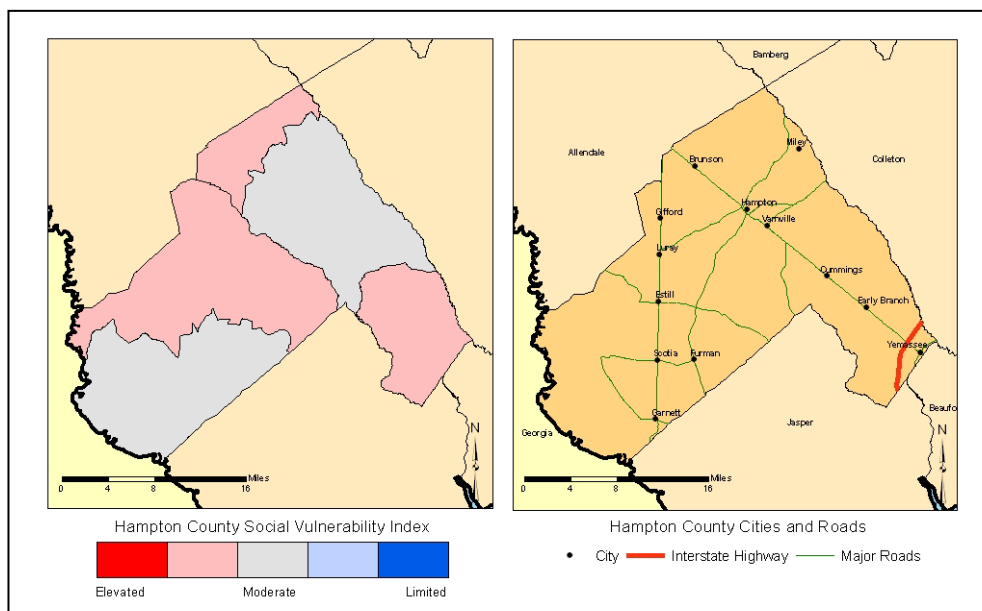 N
Miles
0 4 8 16
Hampton County Social Vulnerability Index
Elevated Moderate Limited
Bamberg
Allendale
Colleton
Miley
Brunson
Hampton
Gifford
Varnville
Luray
Cummings
Estill
Early Branch
Yemassee
Scotia
Furman
Garnett
Beaufo
Jasper
Georgia
N
Miles
0 4 8 16
Hampton County Cities and Roads
City Interstate Highway Major Roads